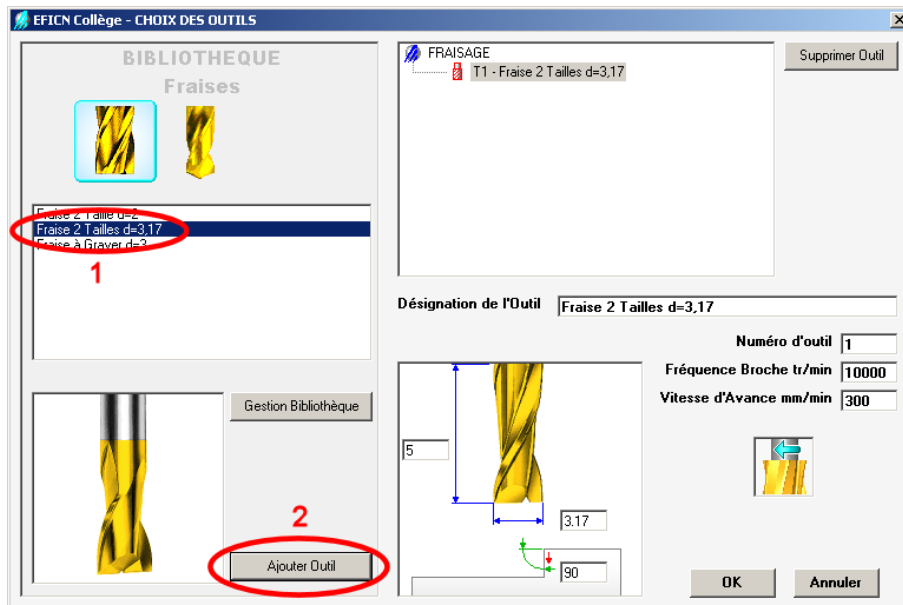 EFICN Collège - CHOIX DES OUTILS
BIBLIOTHEQUE
Fraises
Fraise 2 Taille d=2
Fraise 2 Tailles d=3,17
Fraise à Graver d=3
1
Gestion Bibliothèque
2
Ajouter Outil
FRAISAGE
T1 - Fraise 2 Tailles d=3,17
Supprimer Outil
Désignation de l'Outil Fraise 2 Tailles d=3,17
Numéro d'outil 1
Fréquence Broche tr/min 10000
Vitesse d'Avance mm/min 300
5
3.17
90
OK Annuler